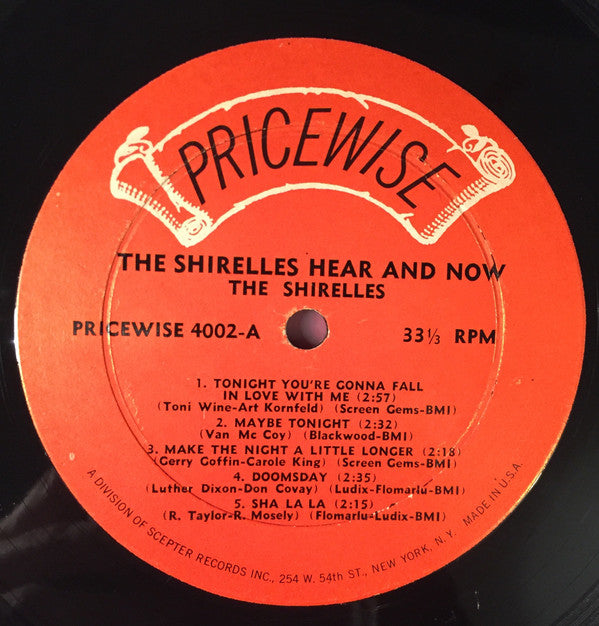 PRICEWISE
THE SHIRELLES HEAR AND NOW
THE SHIRELLES
PRICEWISE 4002-A 33 1/3 RPM
1. TONIGHT YOU'RE GONNA FALL
IN LOVE WITH ME (2:57)
(Toni Wine-Art Kornfeld) (Screen Gems-BMI)
2. MAYBE TONIGHT (2:32)
(Van Mc Coy) (Blackwood-BMI)
3. MAKE THE NIGHT A LITTLE LONGER (2:18)
(Gerry Goffin-Carole King) (Screen Gems-BMI)
4. DOOMSDAY (2:35)
(Luther Dixon-Don Covay) (Ludix-Flomarlu-BMI)
5. SHA LA LA (2:15)
(R. Taylor-R. Mosely) (Flomarlu-Ludix-BMI)
A DIVISION OF SCEPTER RECORDS INC., 254 W. 54th ST., NEW YORK, N.Y. MADE IN U.S.A.